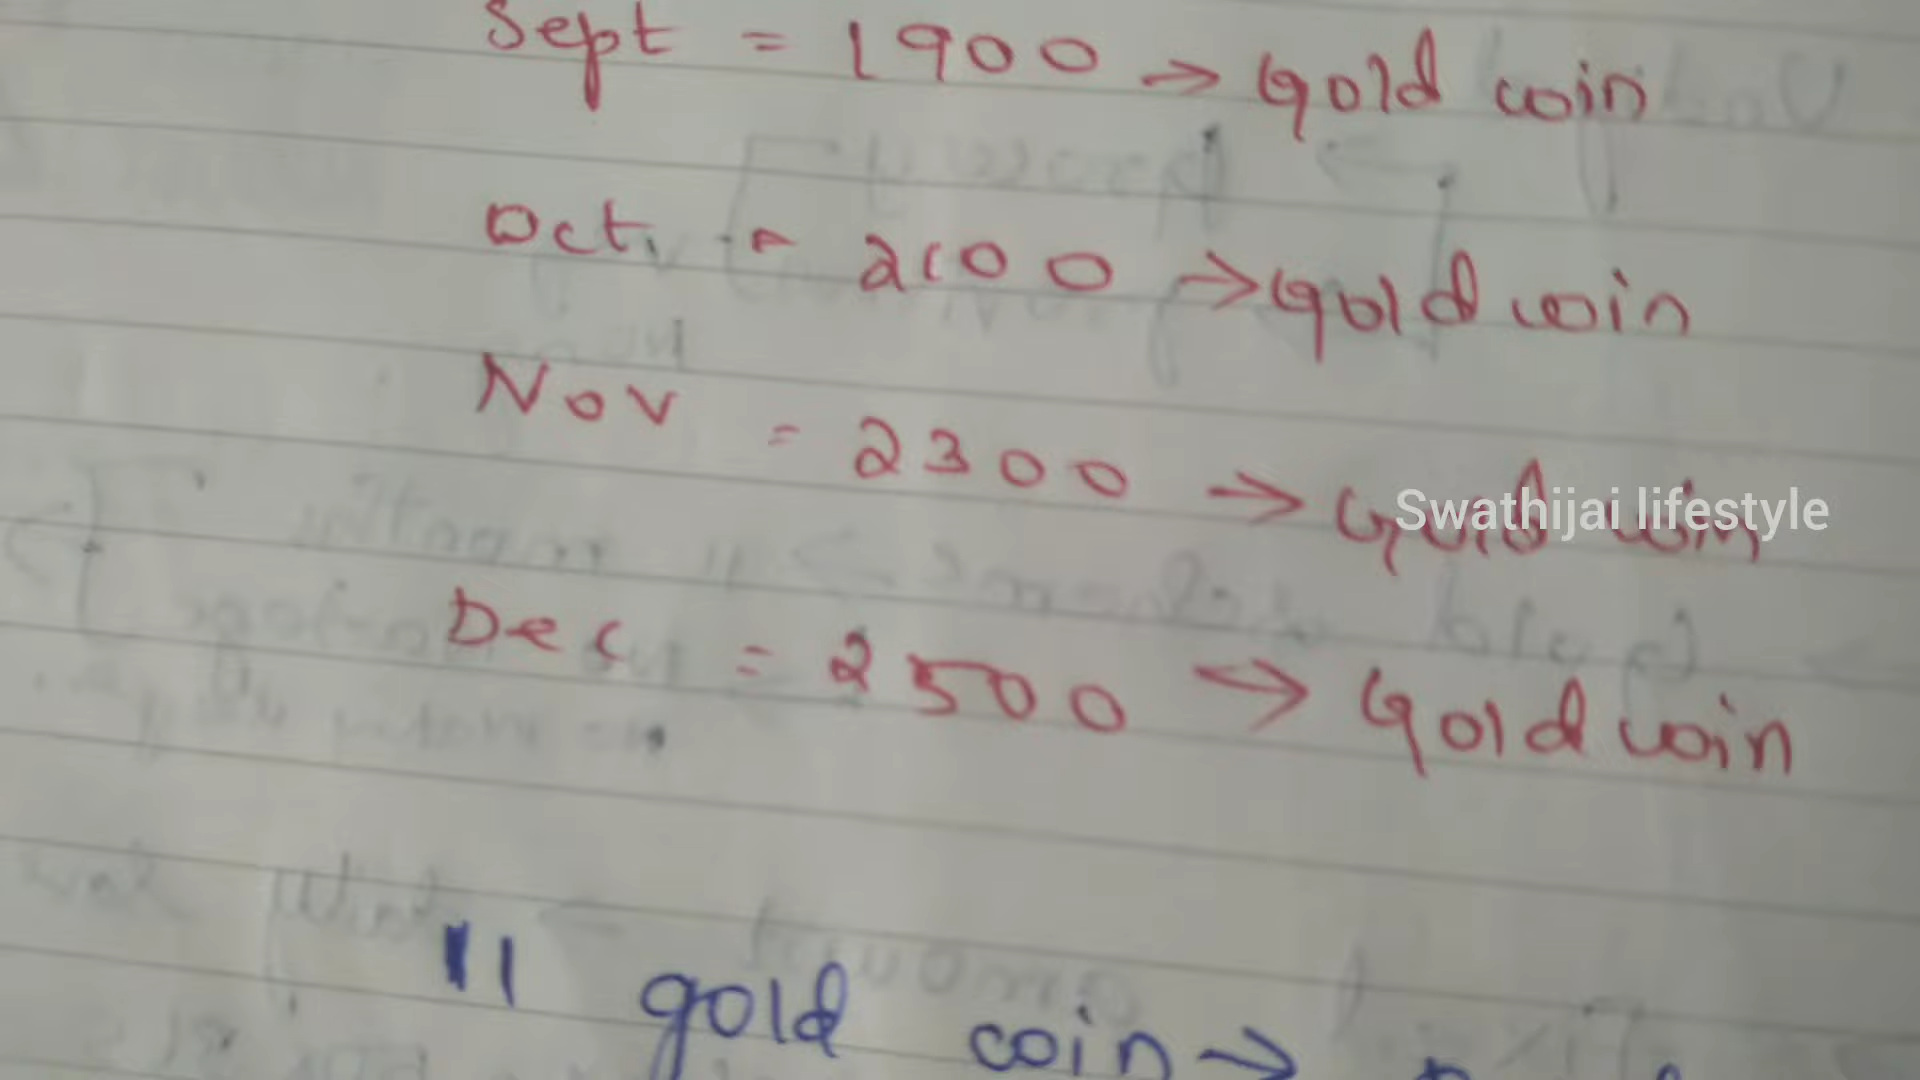 Sept = 1900 → Gold coin
Oct. = 2100 → Gold coin
Nov = 2300 → Gold coin
Swathijai lifestyle
Dec = 2500 → Gold coin
11 gold coin →